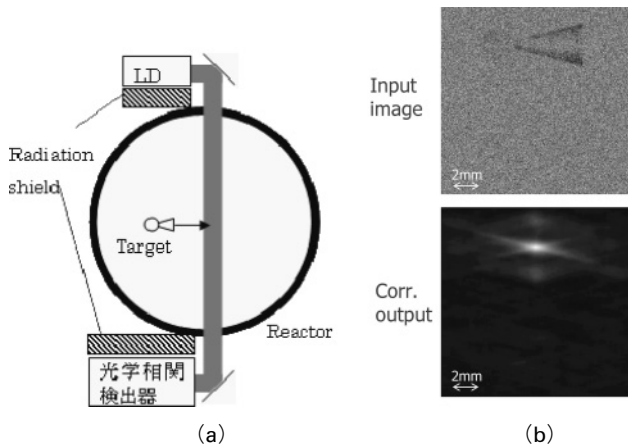 LD
Radiation
shield
Target
Reactor
光学相関
検出器
(a)
Input
image
2mm
Corr.
output
2mm
(b)